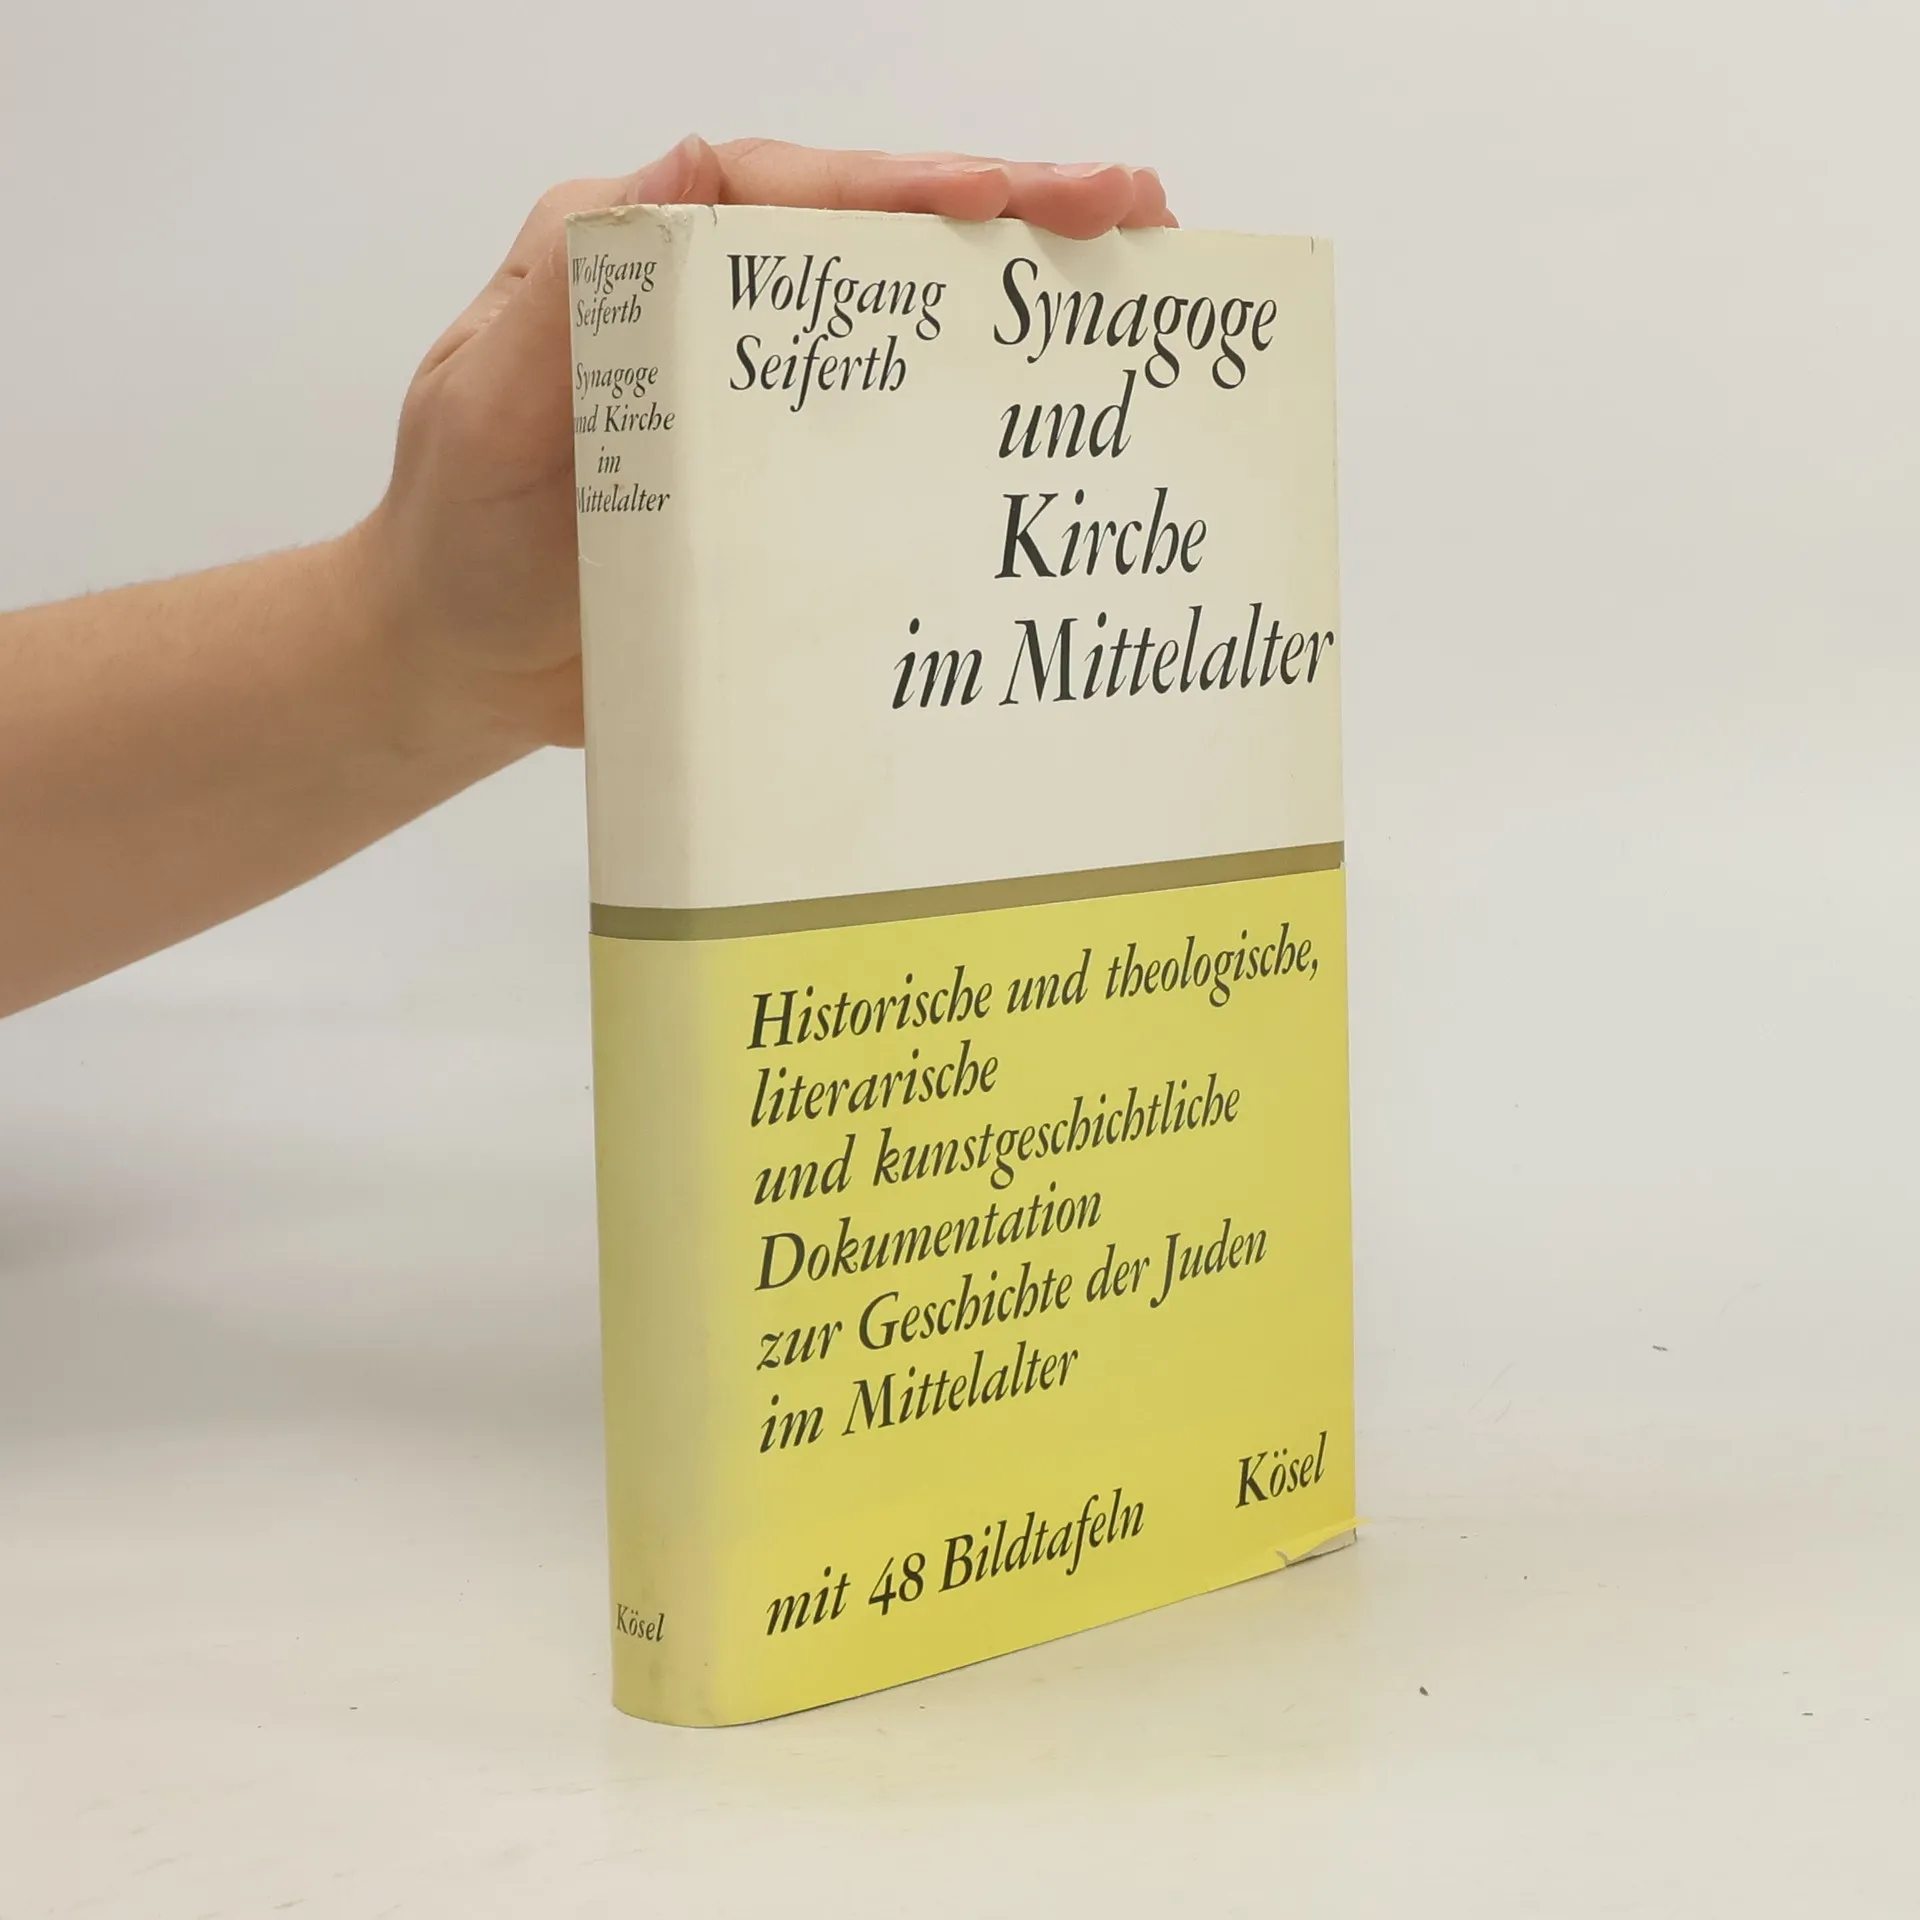 Wolfgang
Seiferth
Synagoge
und Kirche
im
Mittelalter
Kösel
Wolfgang
Seiferth
Synagoge
und
Kirche
im Mittelalter
Historische und theologische,
literarische
und kunstgeschichtliche
Dokumentation
zur Geschichte der Juden
im Mittelalter
mit 48 Bildtafeln
Kösel